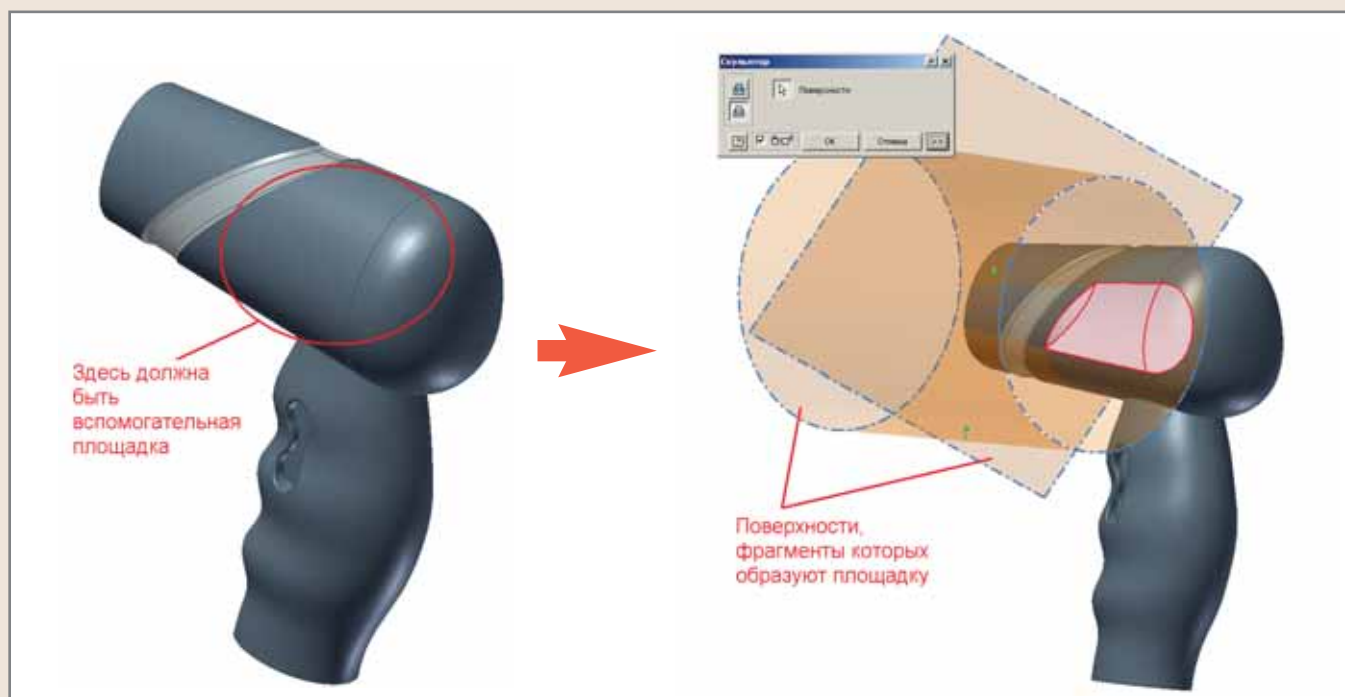 Здесь должна
быть
вспомогательная
площадка
Скульптор
Поверхности
ОК
Отмена
>>
Поверхности,
фрагменты которых
образуют площадку